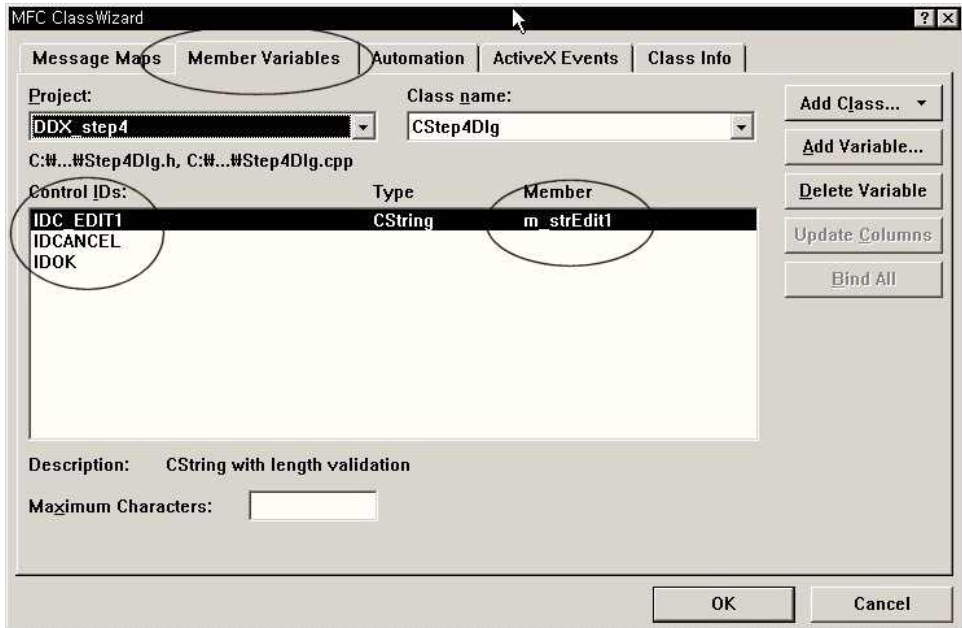 MFC ClassWizard
Message Maps Member Variables Automation ActiveX Events Class Info
Project: Class name:
DDX_step4 CStep4Dlg
Add Class...
C:₩...₩Step4Dlg.h, C:₩...₩Step4Dlg.cpp
Add Variable...
Control IDs: Type Member
Delete Variable
IDC_EDIT1 CString m_strEdit1
IDCANCEL
Update Columns
IDOK
Bind All
Description: CString with length validation
Maximum Characters:
OK Cancel